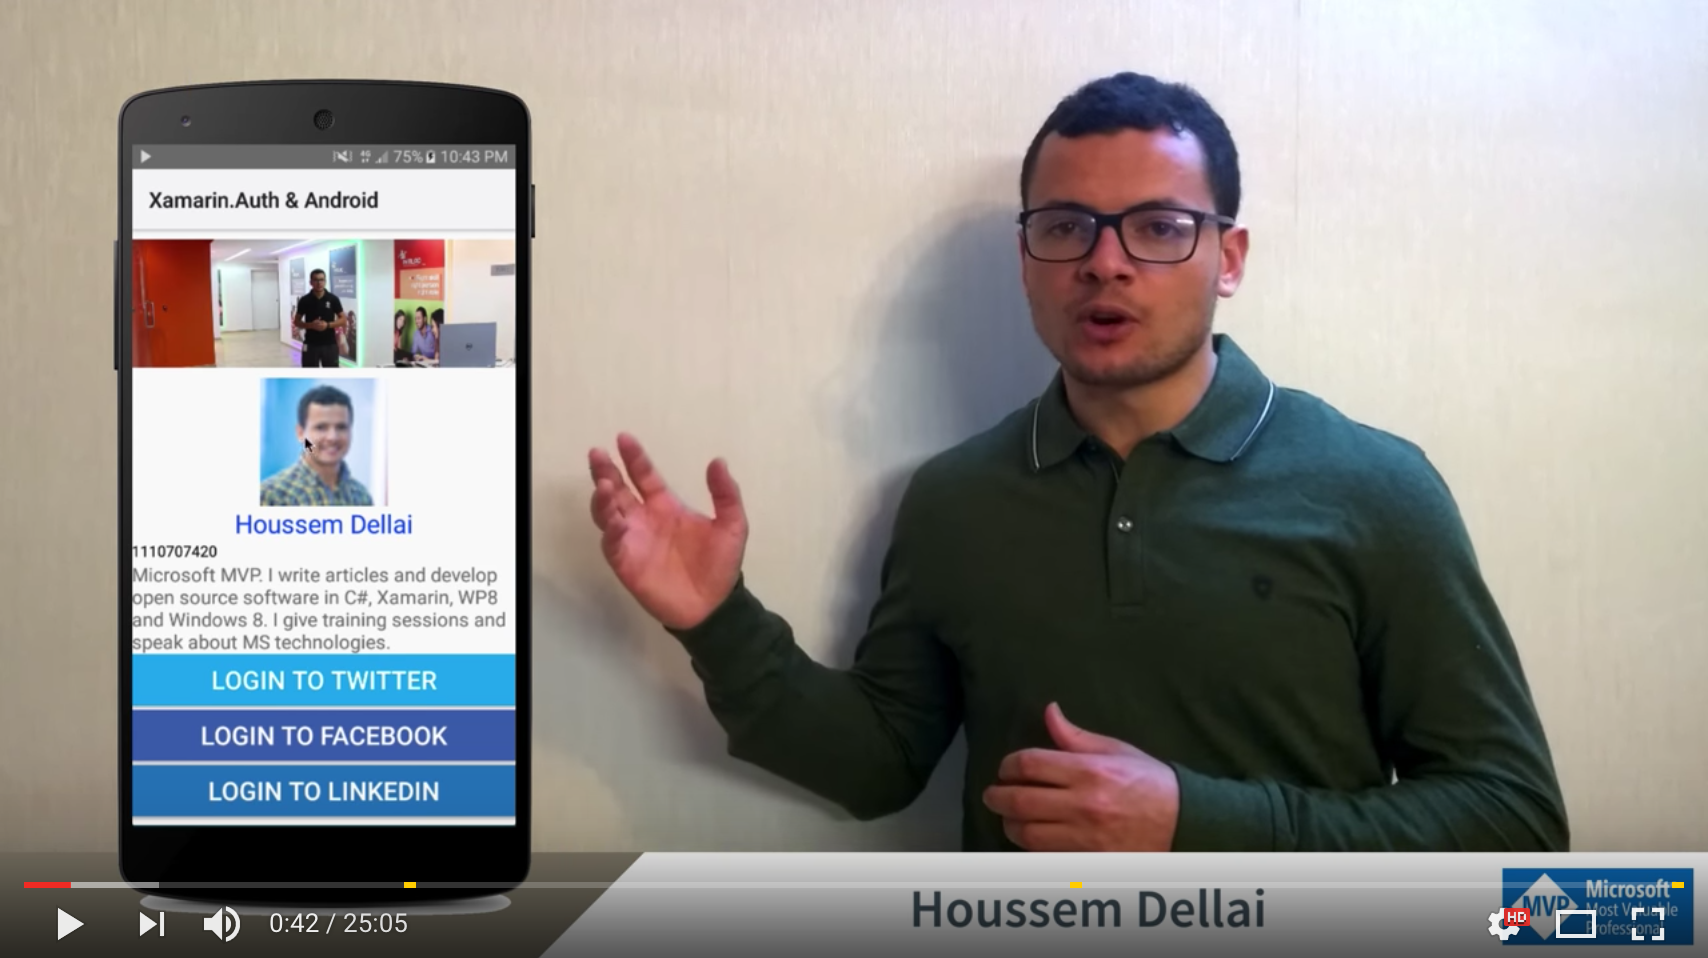 75% 10:43 PM
Xamarin.Auth & Android
Houssem Dellai
1110707420
Microsoft MVP. I write articles and develop
open source software in C#, Xamarin, WP8
and Windows 8. I give training sessions and
speak about MS technologies.
LOGIN TO TWITTER
LOGIN TO FACEBOOK
LOGIN TO LINKEDIN
0:42 / 25:05
Houssem Dellai
MVP
Microsoft
Most Valuable
Professional
HD